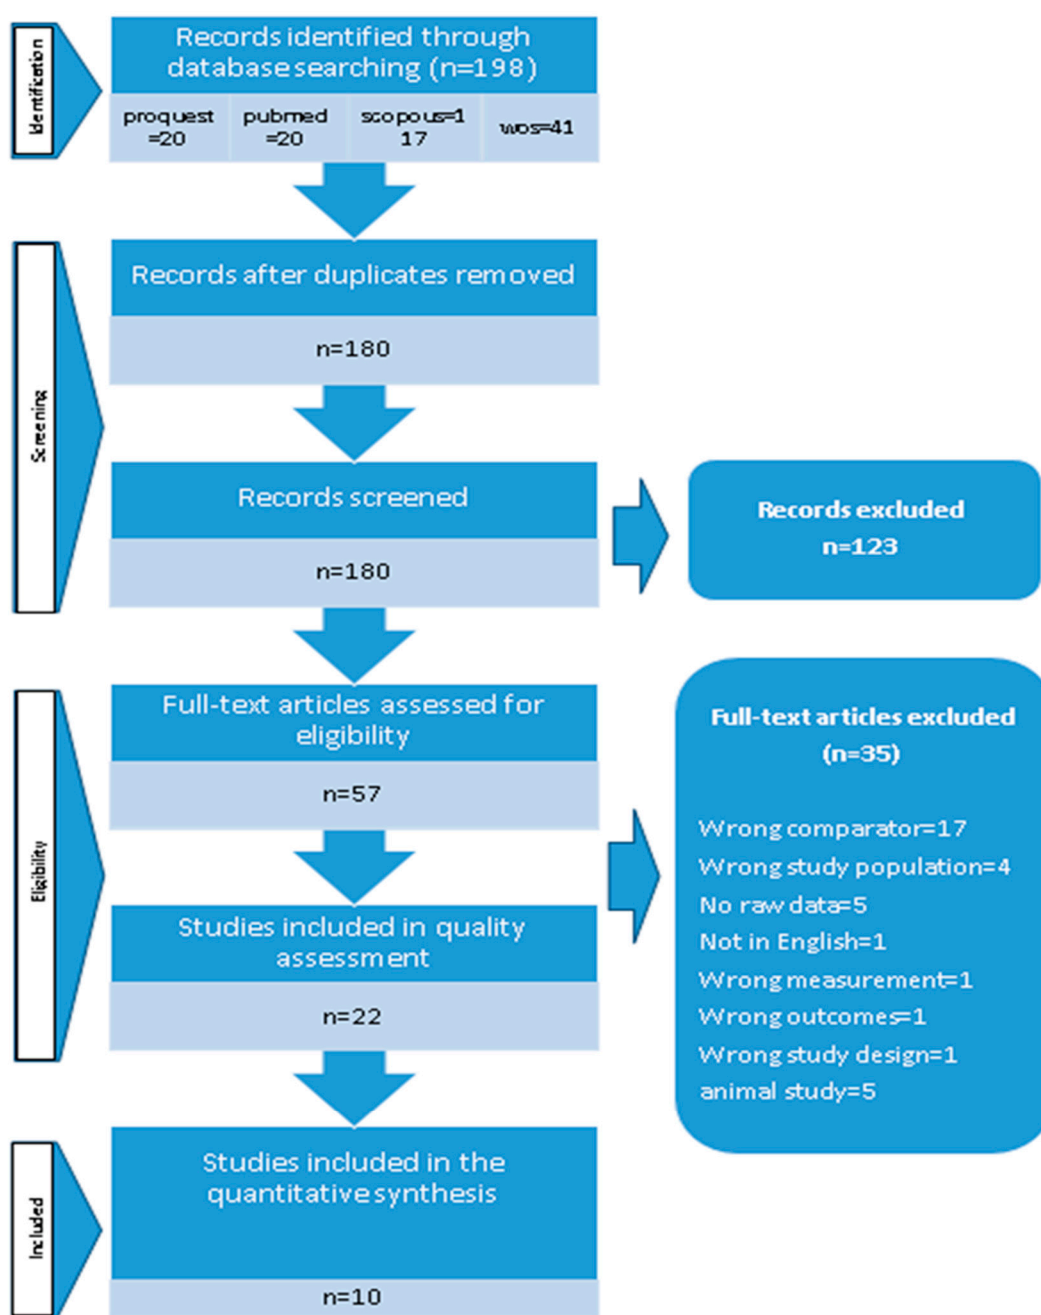 Identification
Records identified through
database searching (n=198)
proquest
=20
pubmed
=20
scopous=1
17
wos=41
Screening
Records after duplicates removed
n=180
Records screened
n=180
Records excluded
n=123
Eligibility
Full-text articles assessed for
eligibility
n=57
Studies included in quality
assessment
n=22
Full-text articles excluded
(n=35)
Wrong comparator=17
Wrong study population=4
No raw data=5
Not in English=1
Wrong measurement=1
Wrong outcomes=1
Wrong study design=1
animal study=5
Included
Studies included in the
quantitative synthesis
n=10